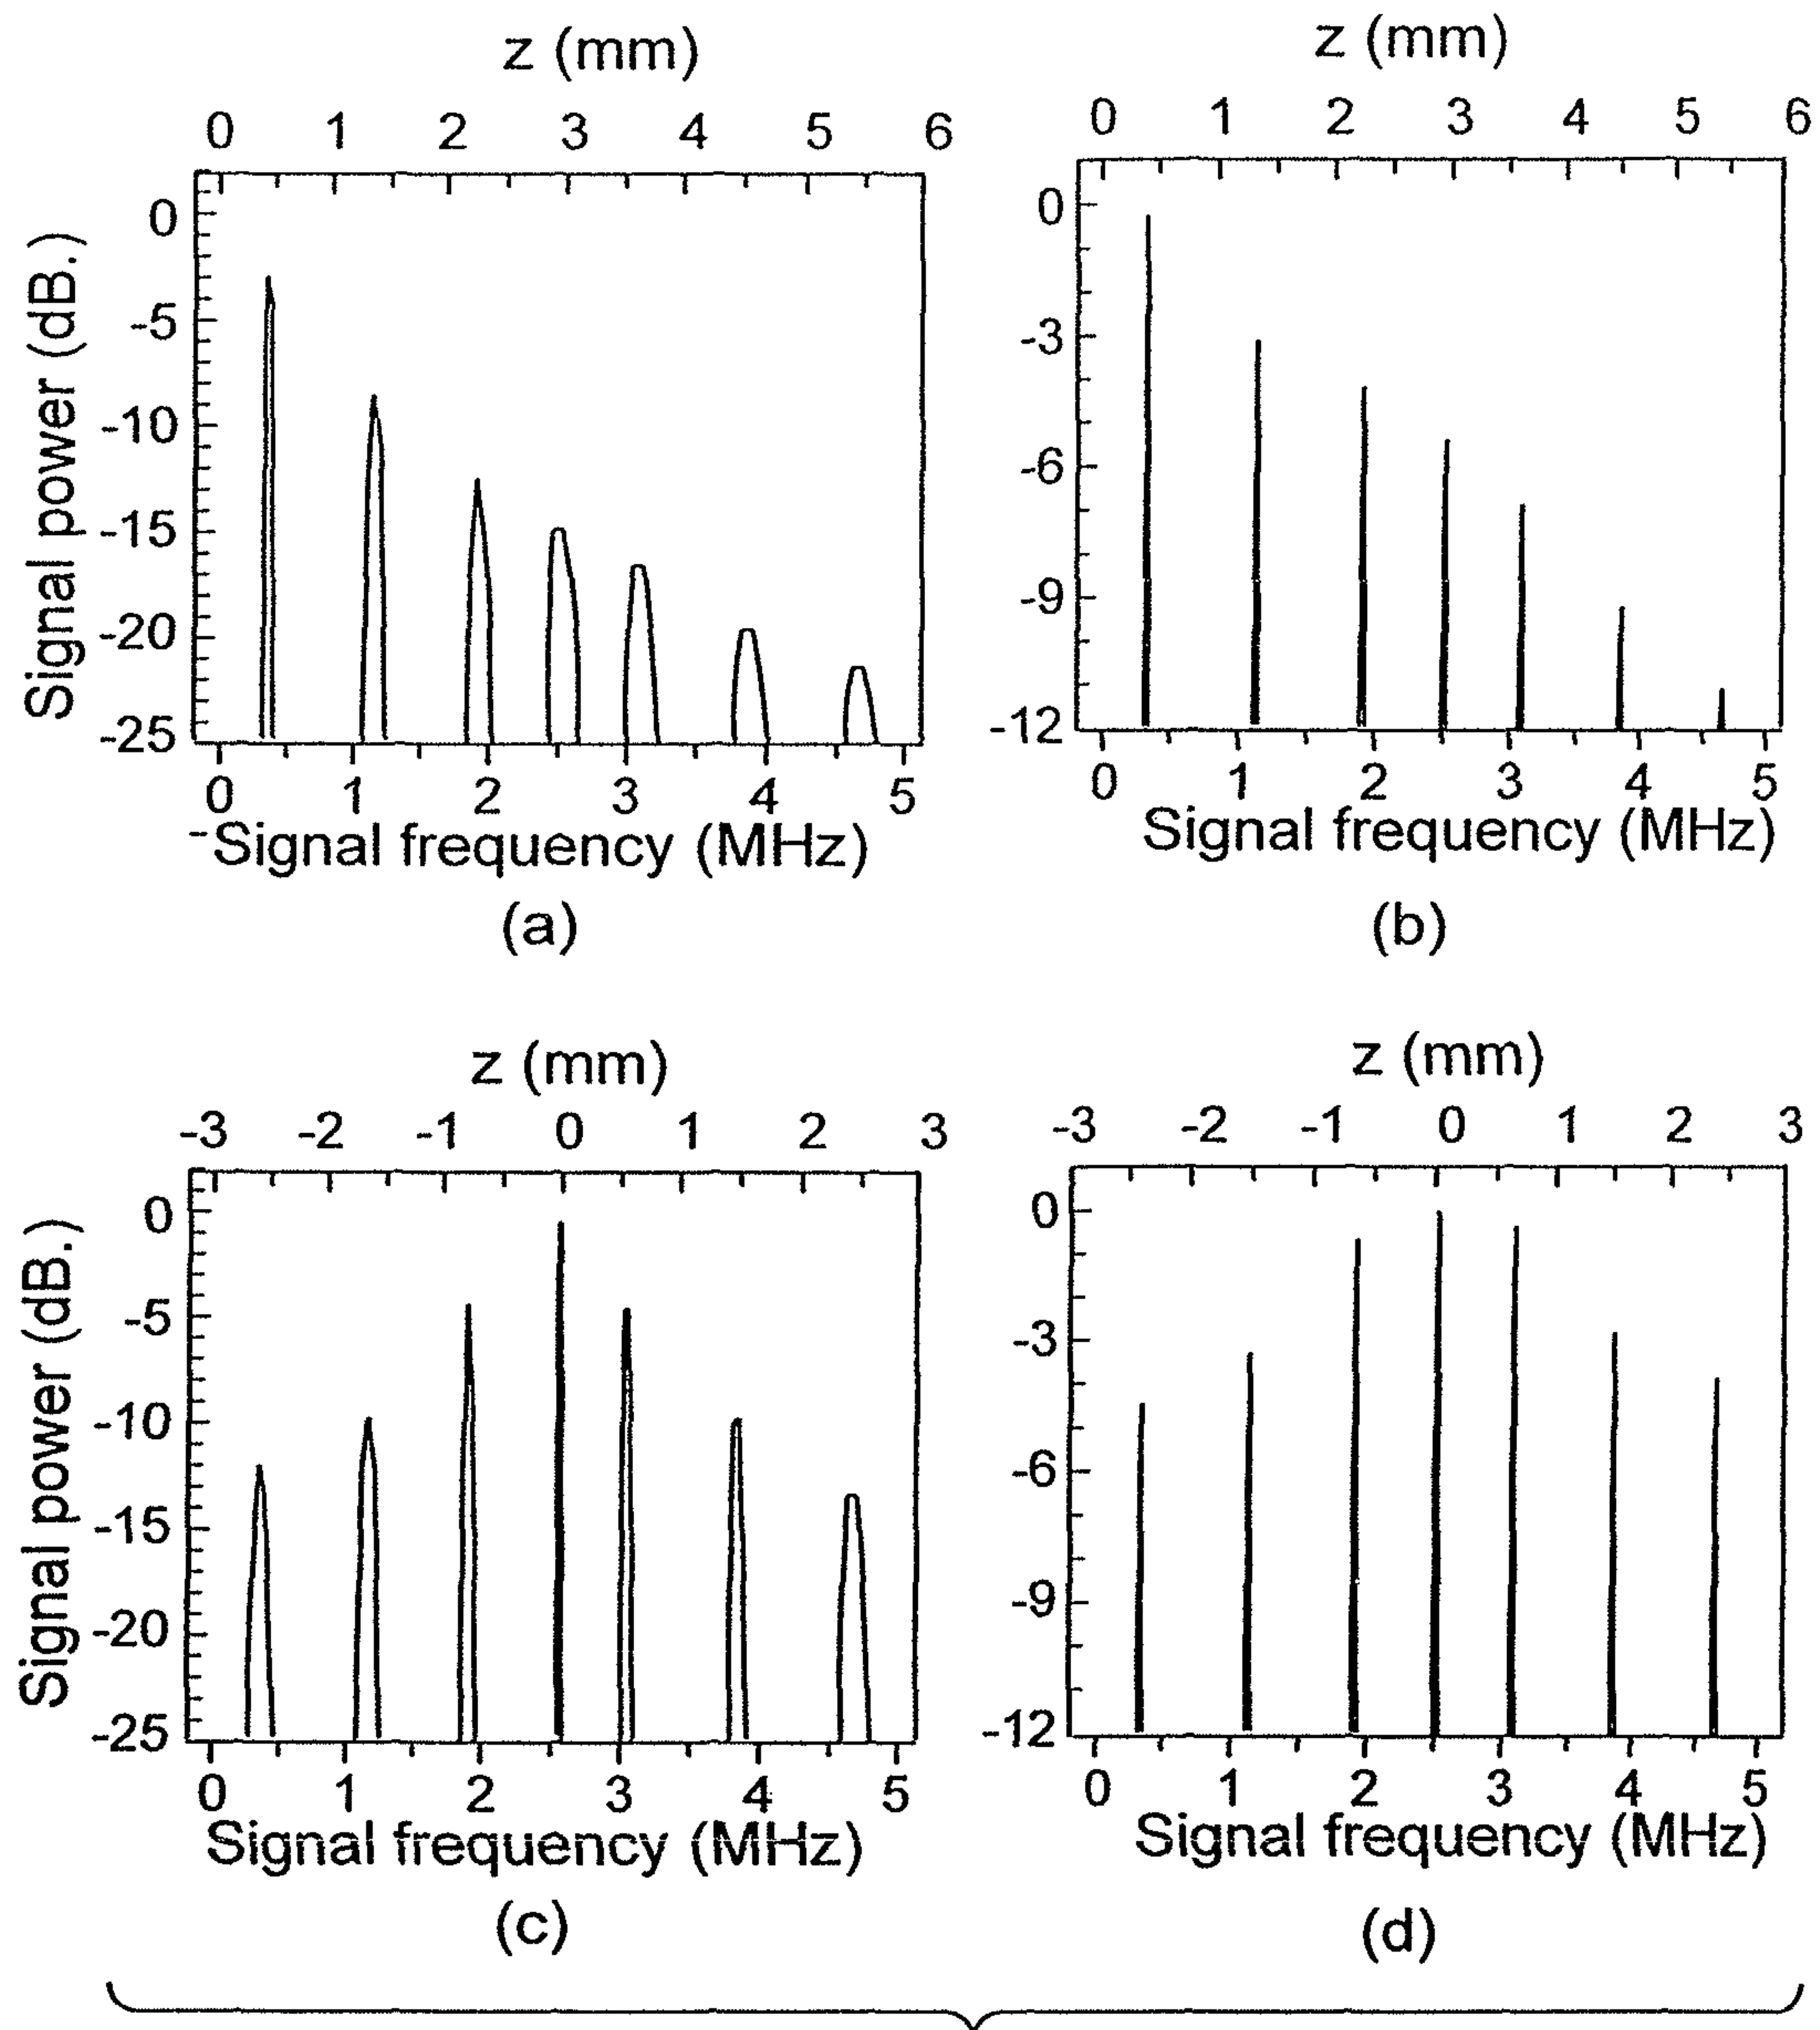 z (mm)
0 1 2 3 4 5 6
Signal power (dB.)
0
-5
-10
-15
-20
-25
0 1 2 3 4 5
-Signal frequency (MHz)
(a)
z (mm)
0 1 2 3 4 5 6
0
-3
-6
-9
-12
0 1 2 3 4 5
Signal frequency (MHz)
(b)
z (mm)
-3 -2 -1 0 1 2 3
Signal power (dB.)
0
-5
-10
-15
-20
-25
0 1 2 3 4 5
Signal frequency (MHz)
(c)
z (mm)
-3 -2 -1 0 1 2 3
0
-3
-6
-9
-12
0 1 2 3 4 5
Signal frequency (MHz)
(d)